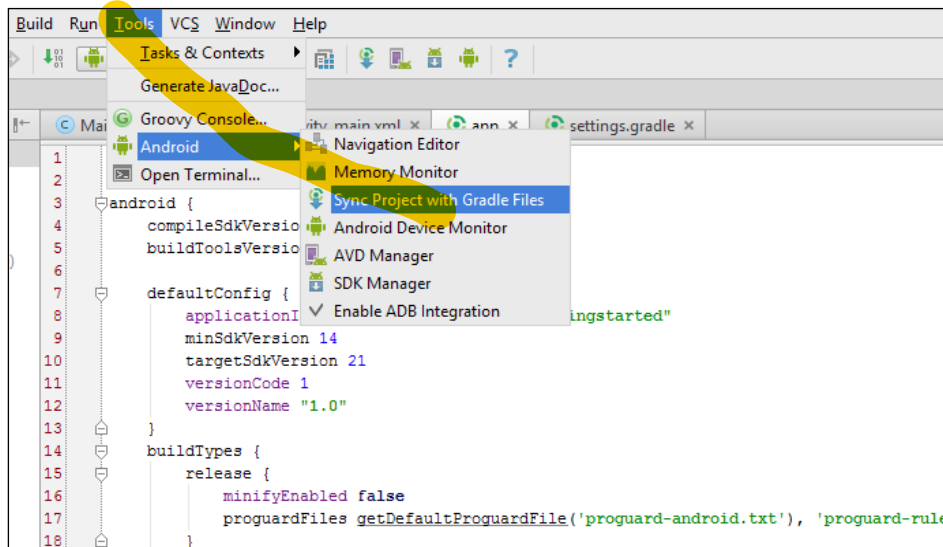 Build Run Tools VCS Window Help
Tasks & Contexts
Generate JavaDoc...
Groovy Console...
Android
Open Terminal...
Navigation Editor
Memory Monitor
Sync Project with Gradle Files
Android Device Monitor
AVD Manager
SDK Manager
Enable ADB Integration
Mai vity_main.xml app settings.gradle
1
2
3 android {
4 compileSdkVersio
5 buildToolsVersio
6
7 defaultConfig {
8 applicationI ingstarted"
9 minSdkVersion 14
10 targetSdkVersion 21
11 versionCode 1
12 versionName "1.0"
13 }
14 buildTypes {
15 release {
16 minifyEnabled false
17 proguardFiles getDefaultProguardFile('proguard-android.txt'), 'proguard-rule
18 }